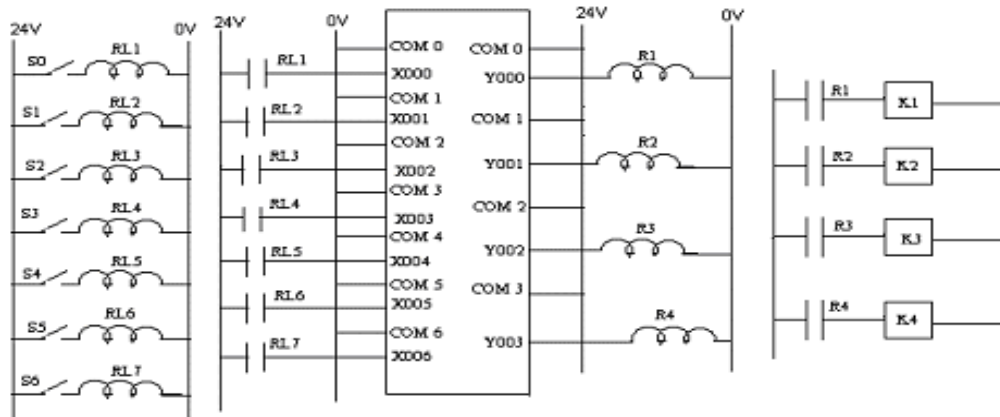 24V 0V
S0 RL1
S1 RL2
S2 RL3
S3 RL4
S4 RL5
S5 RL6
S6 RL7
24V 0V
RL1
RL2
RL3
RL4
RL5
RL6
RL7
COM 0
X000
COM 1
X001
COM 2
X002
COM 3
X003
COM 4
X004
COM 5
X005
COM 6
X006
COM 0
Y000
COM 1
Y001
COM 2
Y002
COM 3
Y003
24V 0V
R1
R2
R3
R4
R1 K1
R2 K2
R3 K3
R4 K4